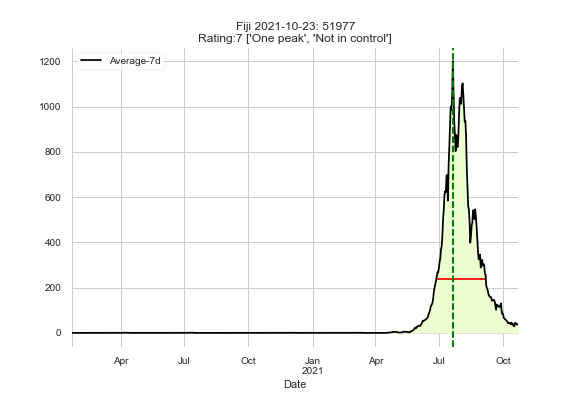 Fiji 2021-10-23: 51977
Rating:7 ['One peak', 'Not in control']
Average-7d
1200
1000
800
600
400
200
0
Apr Jul Oct Jan Apr Jul Oct
2021
Date